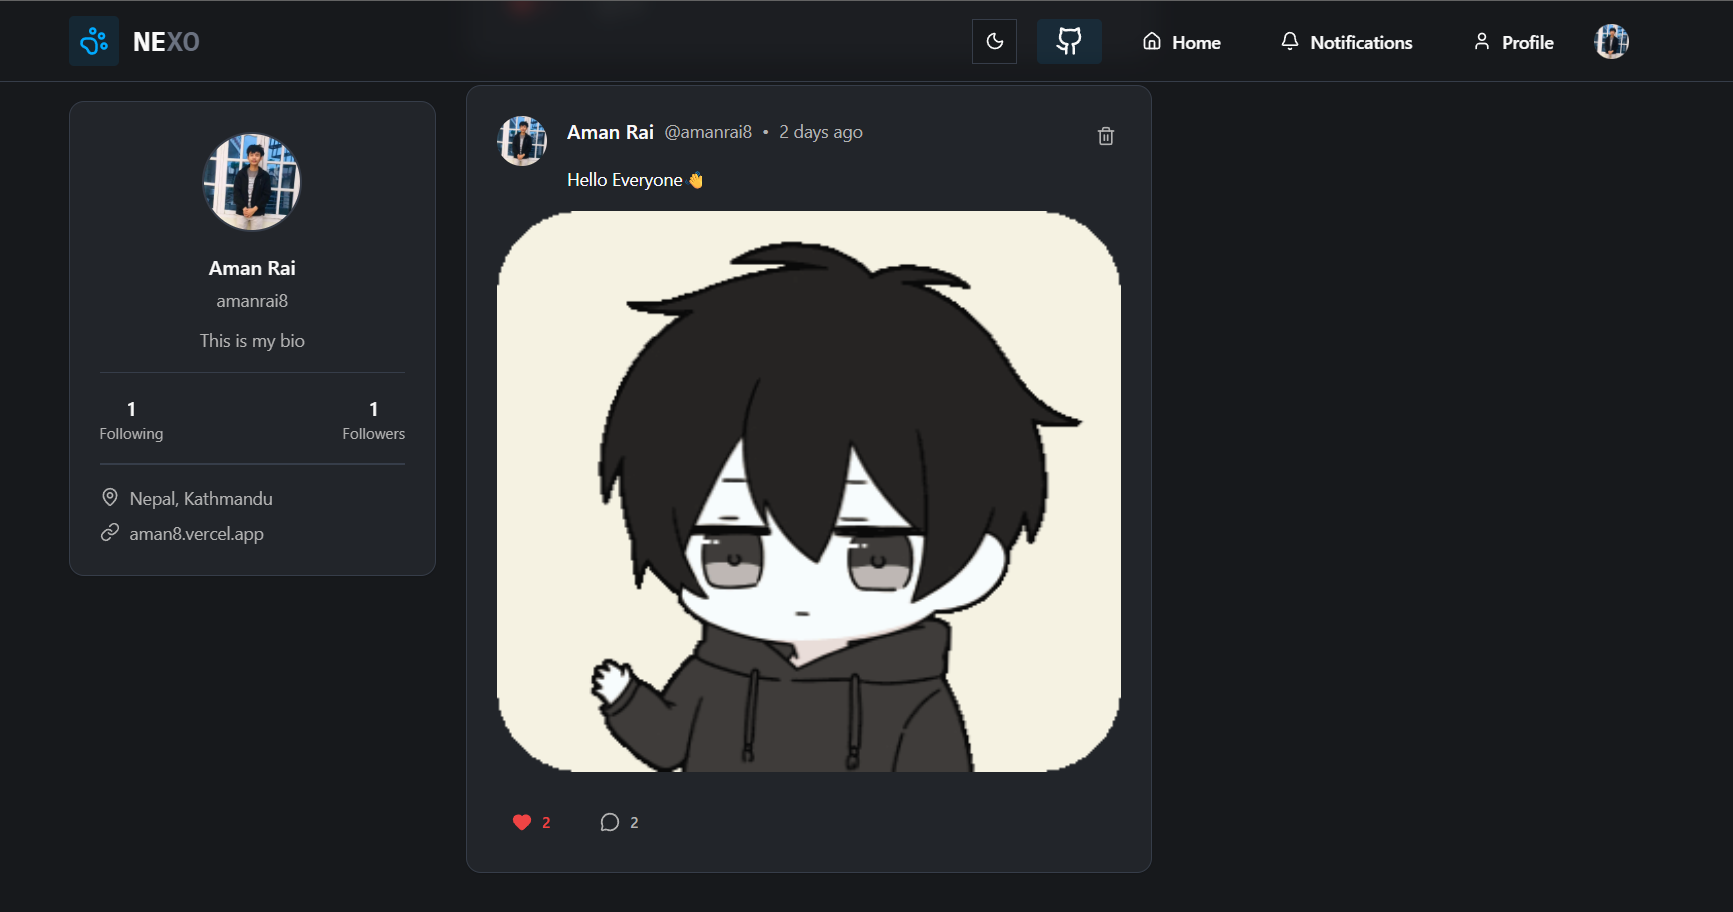 NEXO
Home
Notifications
Profile
Aman Rai
amanrai8
This is my bio
1
Following
1
Followers
Nepal, Kathmandu
aman8.vercel.app
Aman Rai @amanrai8 • 2 days ago
Hello Everyone 👋
2
2